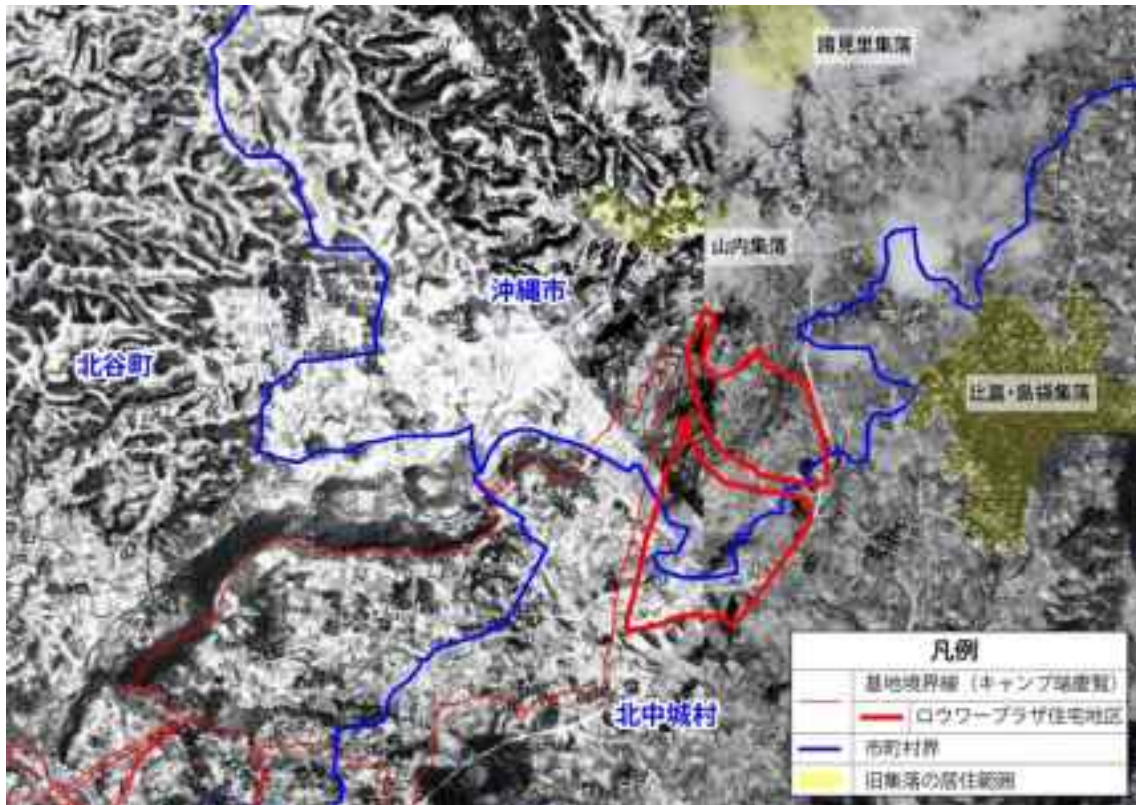 諸見里集落
山内集落
沖縄市
北谷町
比嘉・島袋集落
北中城村
凡例
基地境界線（キャンプ瑞慶覧）
ロウワープラザ住宅地区
市町村界
旧集落の居住範囲